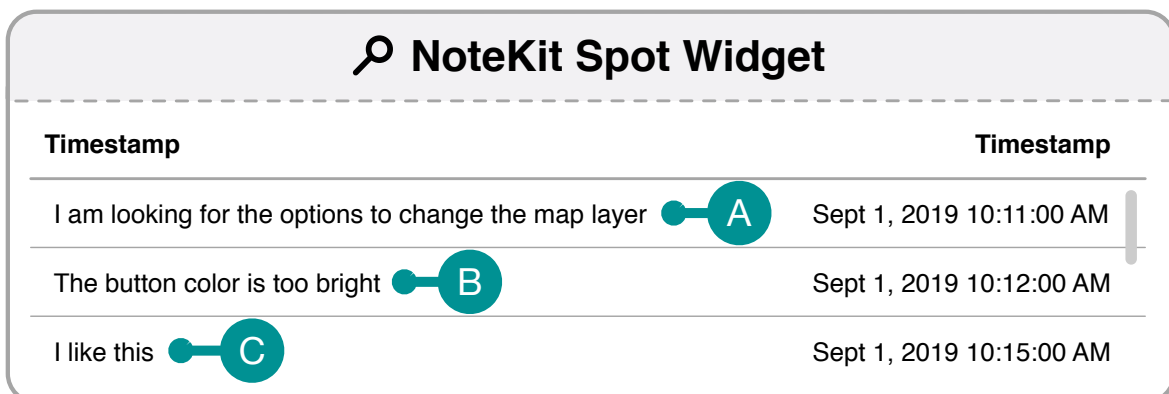 NoteKit Spot Widget
Timestamp Timestamp
I am looking for the options to change the map layer A Sept 1, 2019 10:11:00 AM
The button color is too bright B Sept 1, 2019 10:12:00 AM
I like this C Sept 1, 2019 10:15:00 AM